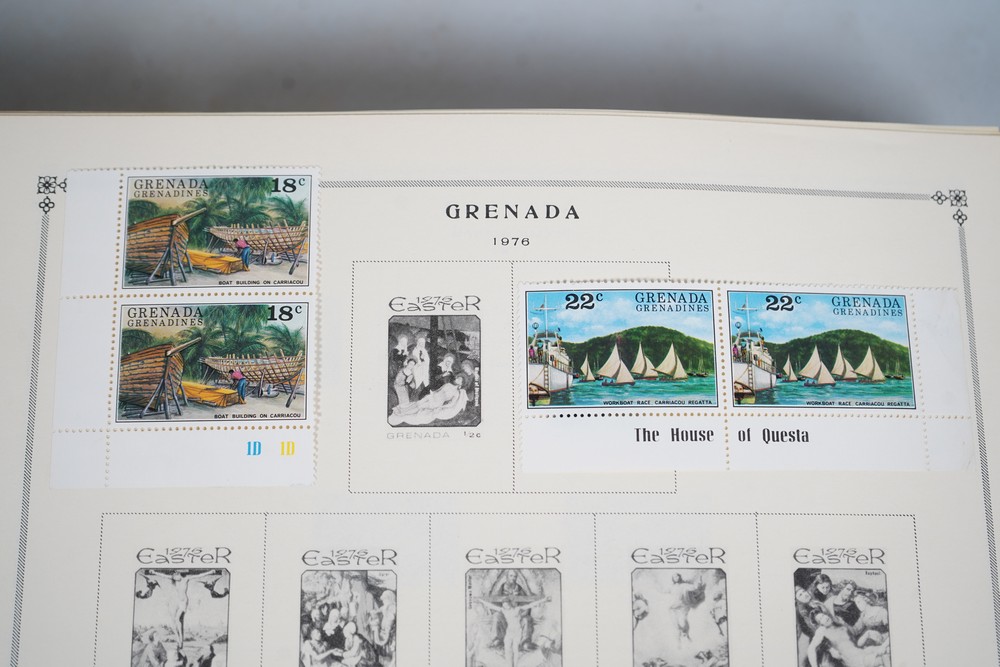 GRENADA
1976
GRENADA 18c
GRENADINES
BOAT BUILDING ON CARRIACOU
GRENADA 18c
GRENADINES
BOAT BUILDING ON CARRIACOU
1D 1D
1976
EASTER
GRENADA 1/2c
22c GRENADA
GRENADINES
WORKBOAT RACE CARRIACOU REGATTA
22c GRENADA
GRENADINES
WORKBOAT RACE CARRIACOU REGATTA
The House of Questa
1976
EASTER
1976
EASTER
1976
EASTER
1976
EASTER
1976
EASTER